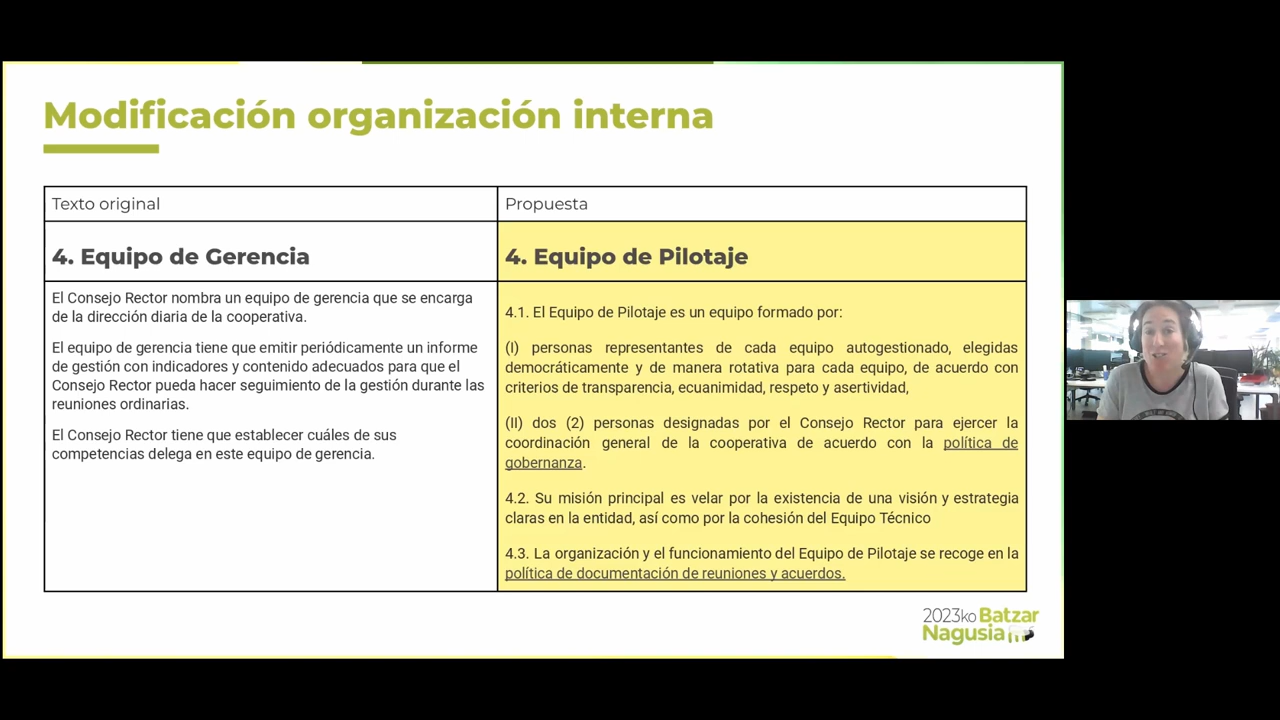 Modificación organización interna
Texto original
Propuesta
4. Equipo de Gerencia
4. Equipo de Pilotaje
El Consejo Rector nombra un equipo de gerencia que se encarga
de la dirección diaria de la cooperativa.
El equipo de gerencia tiene que emitir periódicamente un informe
de gestión con indicadores y contenido adecuados para que el
Consejo Rector pueda hacer seguimiento de la gestión durante las
reuniones ordinarias.
El Consejo Rector tiene que establecer cuáles de sus
competencias delega en este equipo de gerencia.
4.1. El Equipo de Pilotaje es un equipo formado por:
(I) personas representantes de cada equipo autogestionado, elegidas
democráticamente y de manera rotativa para cada equipo, de acuerdo con
criterios de transparencia, ecuanimidad, respeto y asertividad,
(II) dos (2) personas designadas por el Consejo Rector para ejercer la
coordinación general de la cooperativa de acuerdo con la política de
gobernanza.
4.2. Su misión principal es velar por la existencia de una visión y estrategia
claras en la entidad, así como por la cohesión del Equipo Técnico
4.3. La organización y el funcionamiento del Equipo de Pilotaje se recoge en la
política de documentación de reuniones y acuerdos.
2023ko Batzar
Nagusia